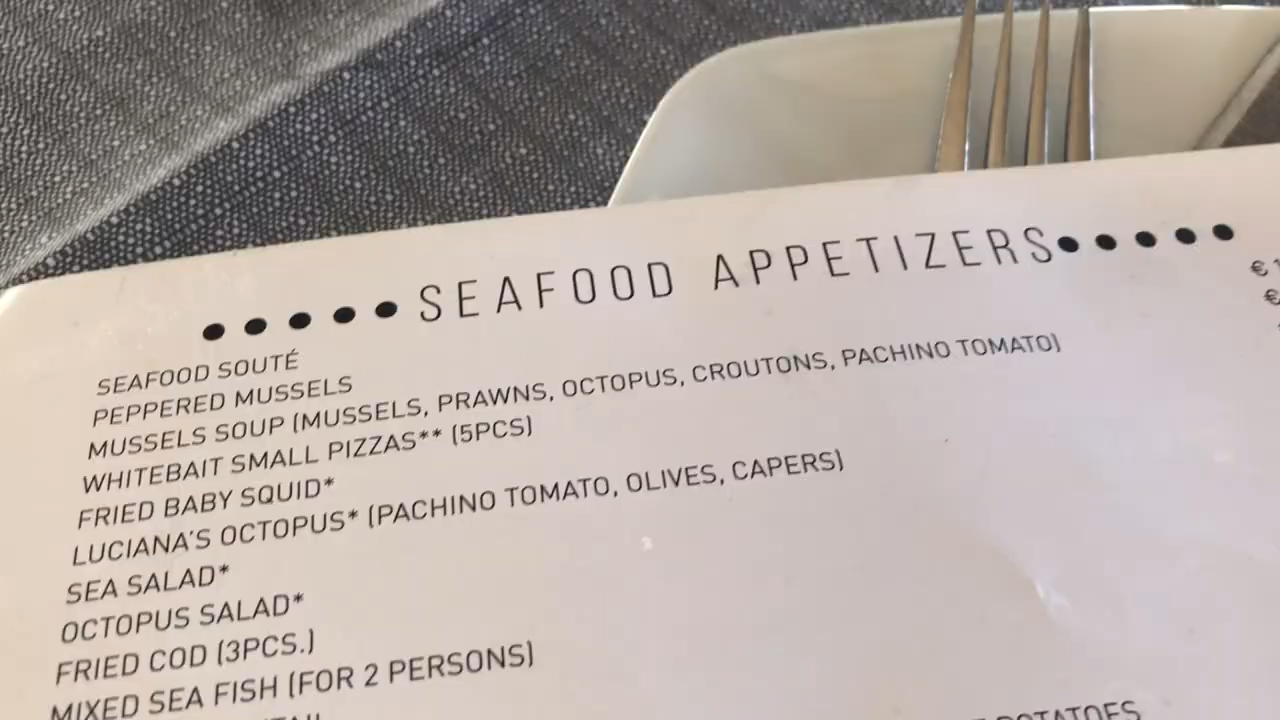 SEAFOOD APPETIZERS
SEAFOOD SOUTÉ
PEPPERED MUSSELS
MUSSELS SOUP (MUSSELS, PRAWNS, OCTOPUS, CROUTONS, PACHINO TOMATO)
WHITEBAIT SMALL PIZZAS** (5PCS)
FRIED BABY SQUID*
LUCIANA'S OCTOPUS* (PACHINO TOMATO, OLIVES, CAPERS)
SEA SALAD*
OCTOPUS SALAD*
FRIED COD (3PCS.)
MIXED SEA FISH (FOR 2 PERSONS)
POTATOES